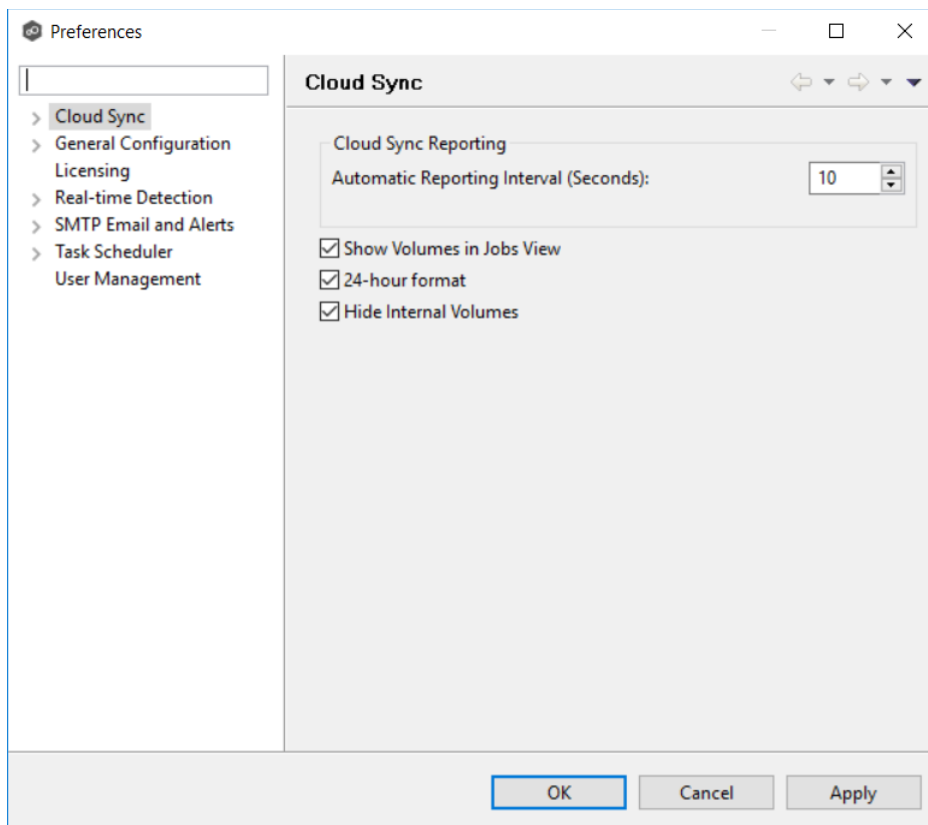 Preferences
Cloud Sync
General Configuration
Licensing
Real-time Detection
SMTP Email and Alerts
Task Scheduler
User Management
Cloud Sync
Cloud Sync Reporting
Automatic Reporting Interval (Seconds): 10
Show Volumes in Jobs View
24-hour format
Hide Internal Volumes
OK Cancel Apply